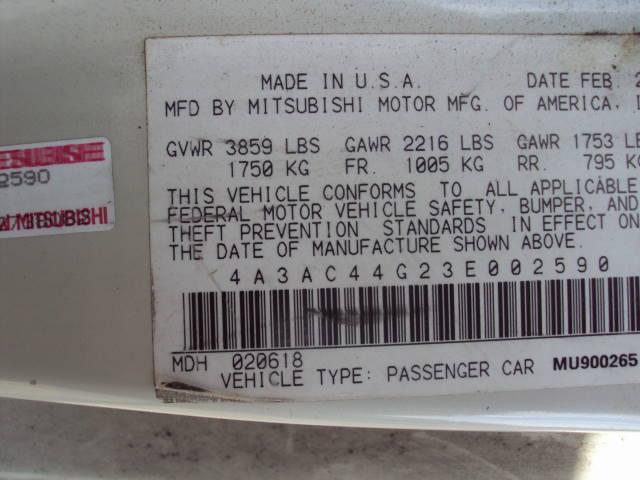 MADE IN U.S.A. DATE FEB
MFD BY MITSUBISHI MOTOR MFG. OF AMERICA,
GVWR 3859 LBS GAWR 2216 LBS GAWR 1753
1750 KG FR. 1005 KG RR. 795 KG
THIS VEHICLE CONFORMS TO ALL APPLICABLE
FEDERAL MOTOR VEHICLE SAFETY, BUMPER, AND
THEFT PREVENTION STANDARDS IN EFFECT ON
THE DATE OF MANUFACTURE SHOWN ABOVE.
4A3AC44G23E002590
MDH 020618
VEHICLE TYPE: PASSENGER CAR MU900265
2590
MITSUBISHI